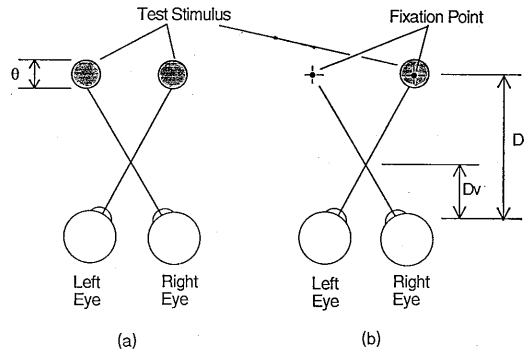 Test Stimulus
Fixation Point
θ
D
Dv
Left
Eye
Right
Eye
Left
Eye
Right
Eye
(a)
(b)